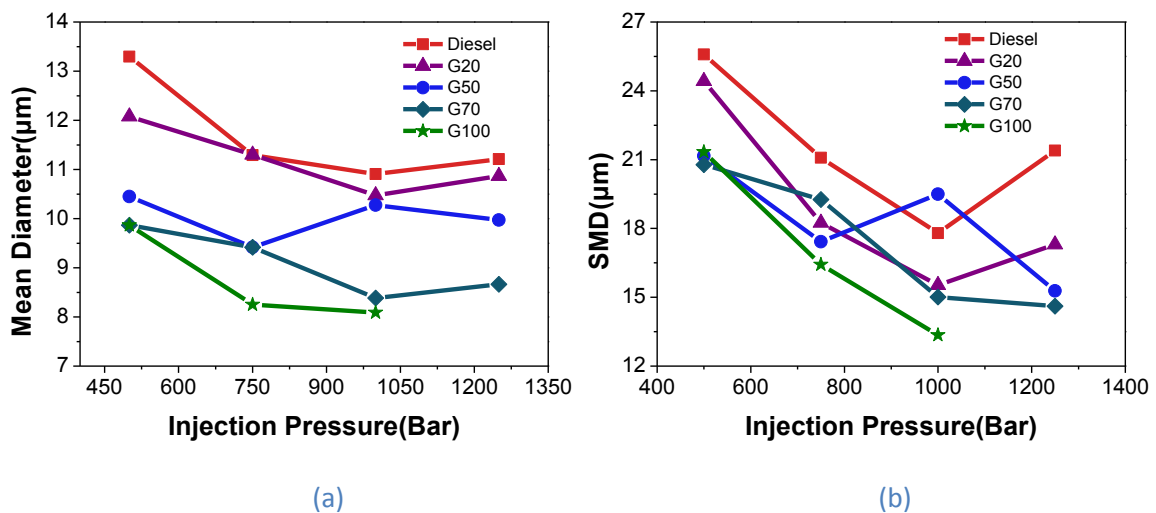 14
13
12
11
10
9
8
7
450 600 750 900 1050 1200 1350
Mean Diameter(μm)
Injection Pressure(Bar)
Diesel
G20
G50
G70
G100
(a)
27
24
21
18
15
12
400 600 800 1000 1200 1400
SMD(μm)
Injection Pressure(Bar)
Diesel
G20
G50
G70
G100
(b)